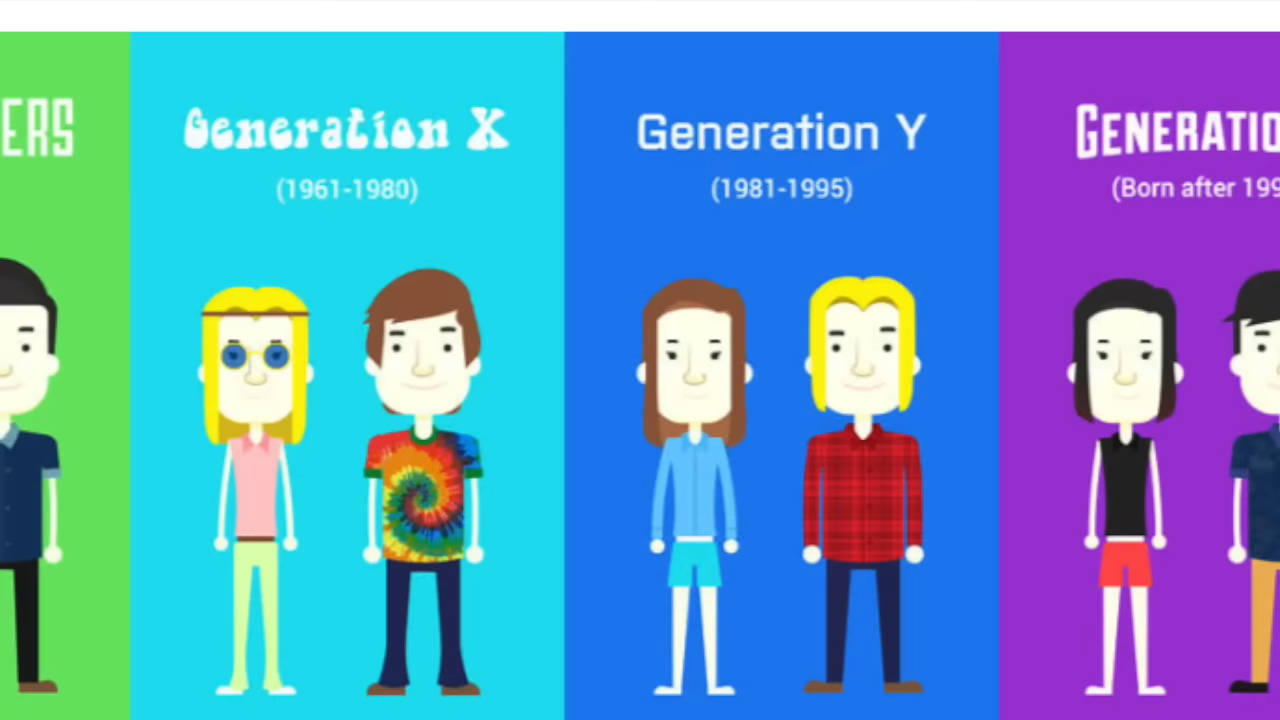 ERS
Generation X
(1961-1980)
Generation Y
(1981-1995)
GENERATIO
(Born after 199